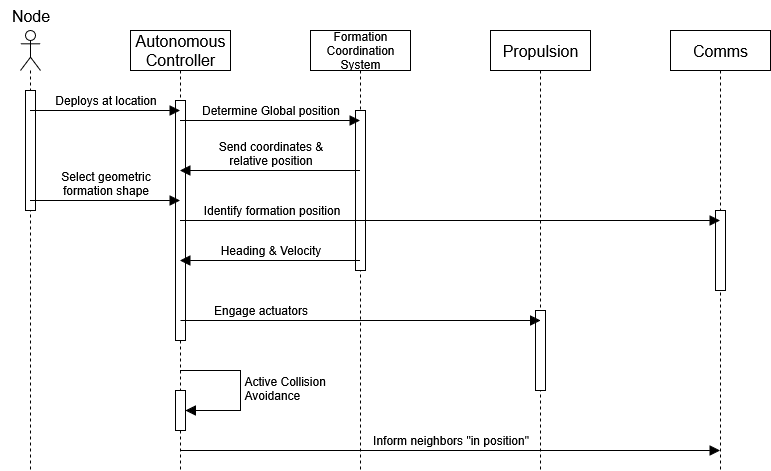 Node
Autonomous
Controller
Formation
Coordination
System
Propulsion
Comms
Deploys at location
Determine Global position
Send coordinates &
relative position
Select geometric
formation shape
Identify formation position
Heading & Velocity
Engage actuators
Active Collision
Avoidance
Inform neighbors "in position"